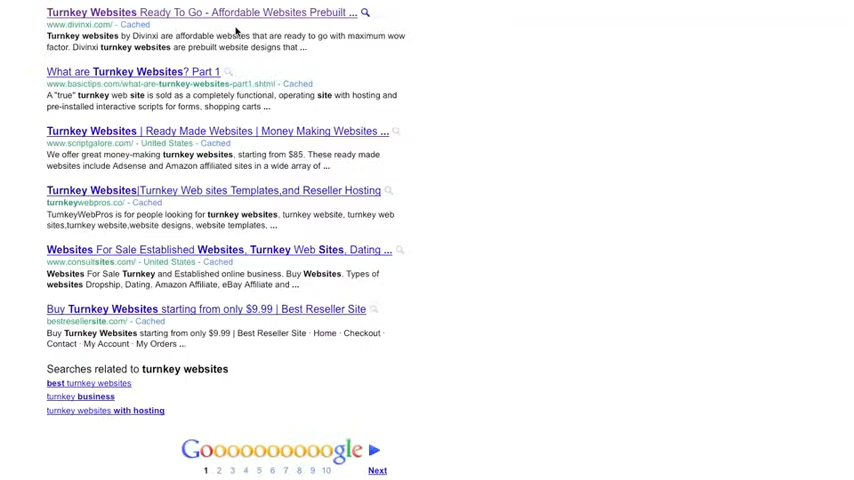 Turnkey Websites Ready To Go - Affordable Websites Prebuilt ...
www.divinxi.com/ - Cached
Turnkey websites by Divinxi are affordable websites that are ready to go with maximum wow
factor. Divinxi turnkey websites are prebuilt website designs that ...
What are Turnkey Websites? Part 1
www.basictips.com/what-are-turnkey-websites-part1.shtml - Cached
A "true" turnkey web site is sold as a completely functional, operating site with hosting and
pre-installed interactive scripts for forms, shopping carts ...
Turnkey Websites | Ready Made Websites | Money Making Websites ...
www.scriptgalore.com/ - United States - Cached
We offer great money-making turnkey websites, starting from $85. These ready made
websites include Adsense and Amazon affiliated sites in a wide array of ...
Turnkey Websites|Turnkey Web sites Templates,and Reseller Hosting
turnkeywebpros.co/ - Cached
TurnkeyWebPros is for people looking for turnkey websites, turnkey website, turnkey web
sites,turnkey website,website designs, website templates, ...
Websites For Sale Established Websites, Turnkey Web Sites, Dating ...
www.consultsites.com/ - United States - Cached
Websites For Sale Turnkey and Established online business. Buy Websites. Types of
websites Dropship, Dating. Amazon Affiliate, eBay Affiliate and ...
Buy Turnkey Websites starting from only $9.99 | Best Reseller Site
bestresellersite.com/ - Cached
Buy Turnkey Websites starting from only $9.99 | Best Reseller Site · Home · Checkout ·
Contact · My Account · My Orders ...
Searches related to turnkey websites
best turnkey websites
turnkey business
turnkey websites with hosting
Goooooooooogle
1 2 3 4 5 6 7 8 9 10 Next